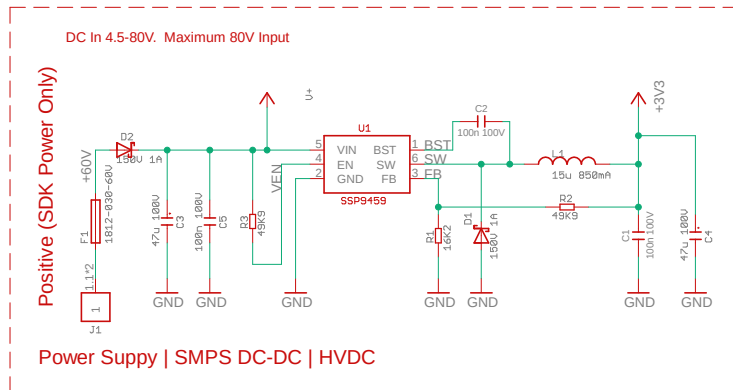 DC In 4.5-80V. Maximum 80V Input
Positive (SDK Power Only)
+60V
D2
150V 1A
F1
1812-030-60V
1.1*2
1
J1
47u 100V
C3
100n 100V
C5
R3
49K9
VEN
V+
U1
5 VIN BST 1 BST
4 EN SW 6 SW
2 GND FB 3 FB
SSP9459
C2
100n 100V
L1
15u 850mA
+3V3
R2
49K9
R1
16K2
D1
150V 1A
C1
100n 100V
47u 100V
C4
GND GND GND GND GND GND GND GND
Power Suppy | SMPS DC-DC | HVDC